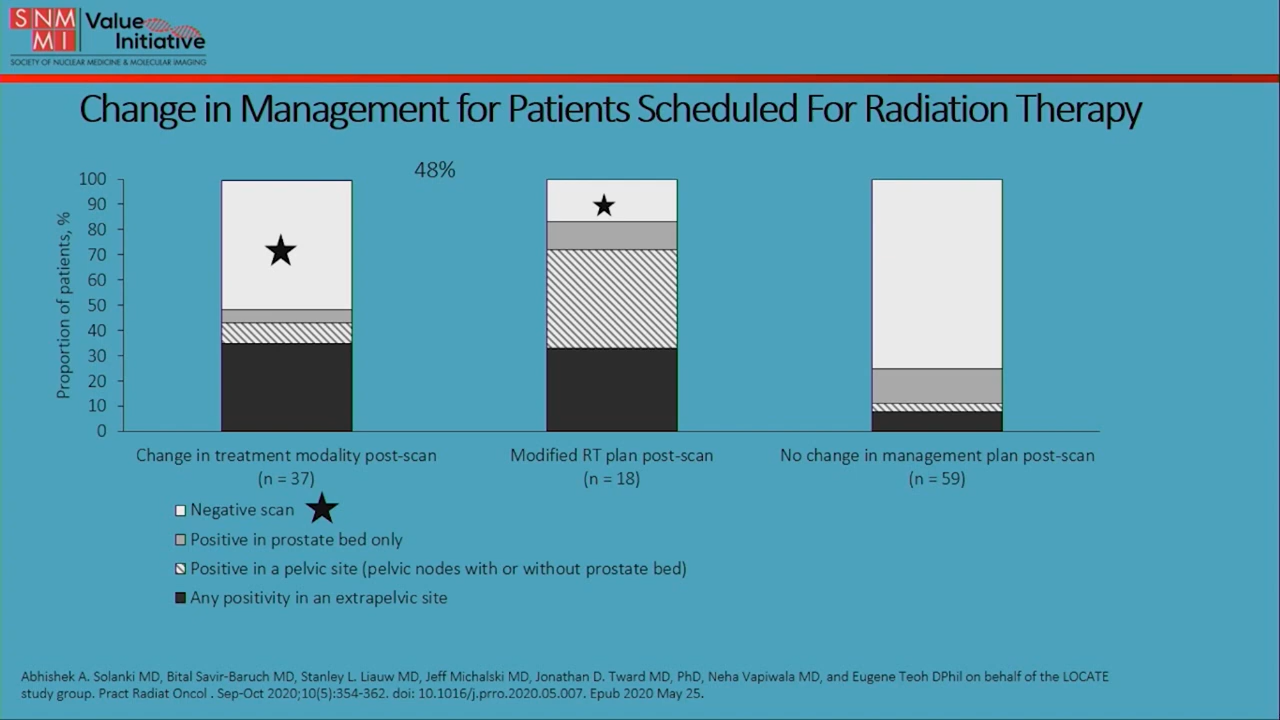 SNM
MI
Value
Initiative
SOCIETY OF NUCLEAR MEDICINE & MOLECULAR IMAGING
Change in Management for Patients Scheduled For Radiation Therapy
48%
Proportion of patients, %
100
90
80
70
60
50
40
30
20
10
0
Change in treatment modality post-scan
(n = 37)
Modified RT plan post-scan
(n = 18)
No change in management plan post-scan
(n = 59)
Negative scan
Positive in prostate bed only
Positive in a pelvic site (pelvic nodes with or without prostate bed)
Any positivity in an extrapelvic site
Abhishek A. Solanki MD, Bital Savir-Baruch MD, Stanley L. Liauw MD, Jeff Michalski MD, Jonathan D. Tward MD, PhD, Neha Vapiwala MD, and Eugene Teoh DPhil on behalf of the LOCATE
study group. Pract Radiat Oncol . Sep-Oct 2020;10(5):354-362. doi: 10.1016/j.prro.2020.05.007. Epub 2020 May 25.